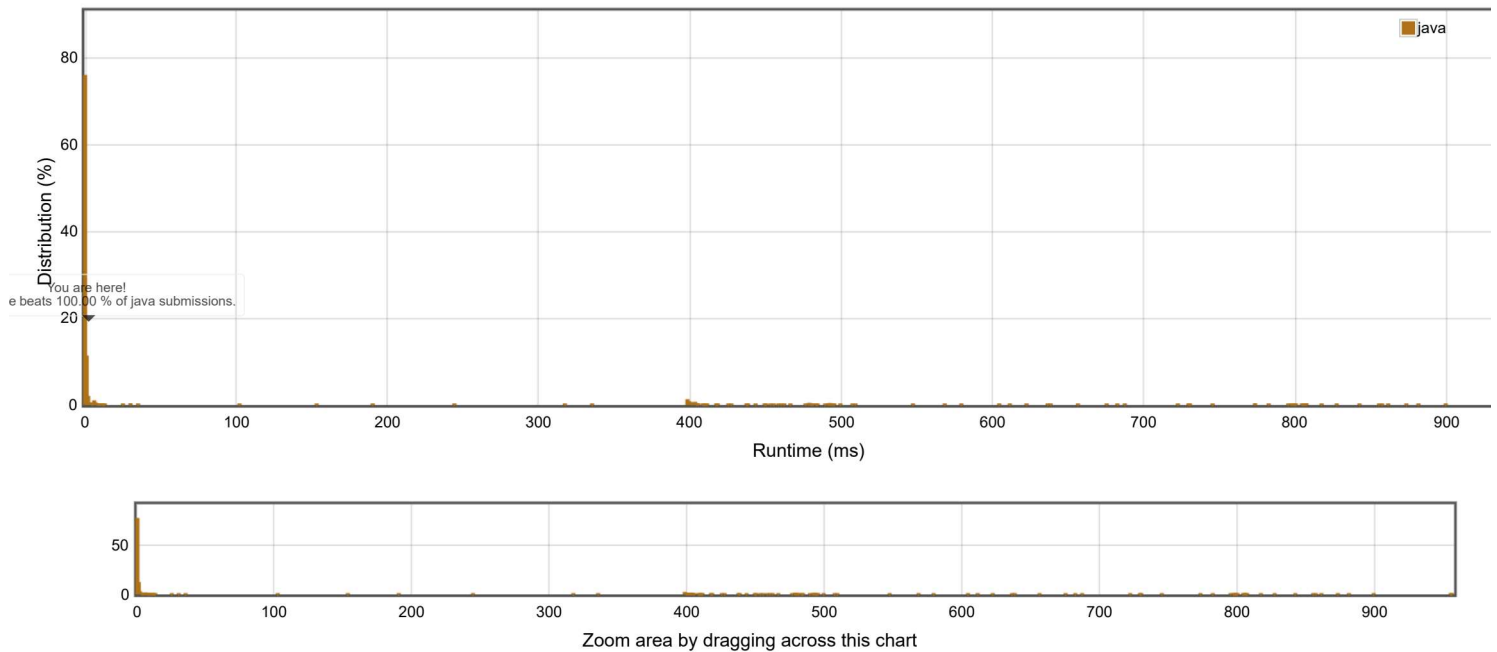 java
80
60
40
20
0
Distribution (%)
You are here!
e beats 100.00 % of java submissions.
0 100 200 300 400 500 600 700 800 900
Runtime (ms)
50
0
0 100 200 300 400 500 600 700 800 900
Zoom area by dragging across this chart